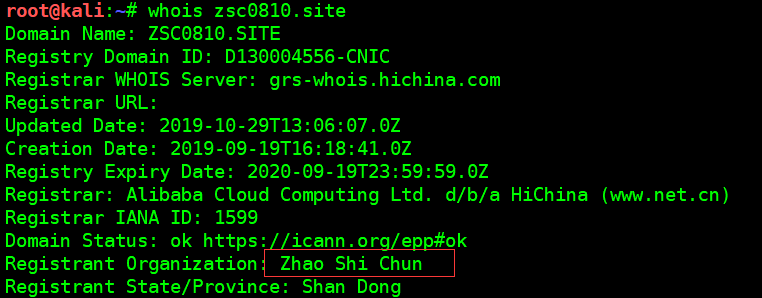 root@kali:~# whois zsc0810.site
Domain Name: ZSC0810.SITE
Registry Domain ID: D130004556-CNIC
Registrar WHOIS Server: grs-whois.hichina.com
Registrar URL:
Updated Date: 2019-10-29T13:06:07.0Z
Creation Date: 2019-09-19T16:18:41.0Z
Registry Expiry Date: 2020-09-19T23:59:59.0Z
Registrar: Alibaba Cloud Computing Ltd. d/b/a HiChina (www.net.cn)
Registrar IANA ID: 1599
Domain Status: ok https://icann.org/epp#ok
Registrant Organization: Zhao Shi Chun
Registrant State/Province: Shan Dong